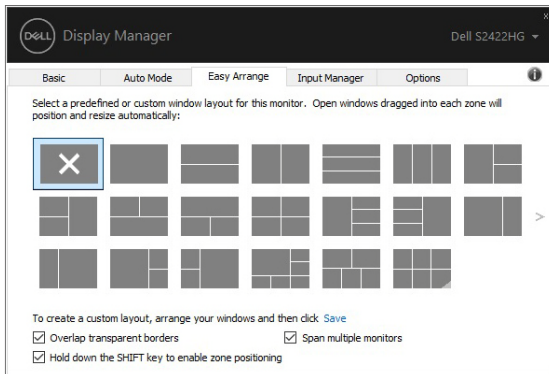 DELL Display Manager
Dell S2422HG
Basic Auto Mode Easy Arrange Input Manager Options
Select a predefined or custom window layout for this monitor. Open windows dragged into each zone will
position and resize automatically:
To create a custom layout, arrange your windows and then click Save
Overlap transparent borders
Span multiple monitors
Hold down the SHIFT key to enable zone positioning